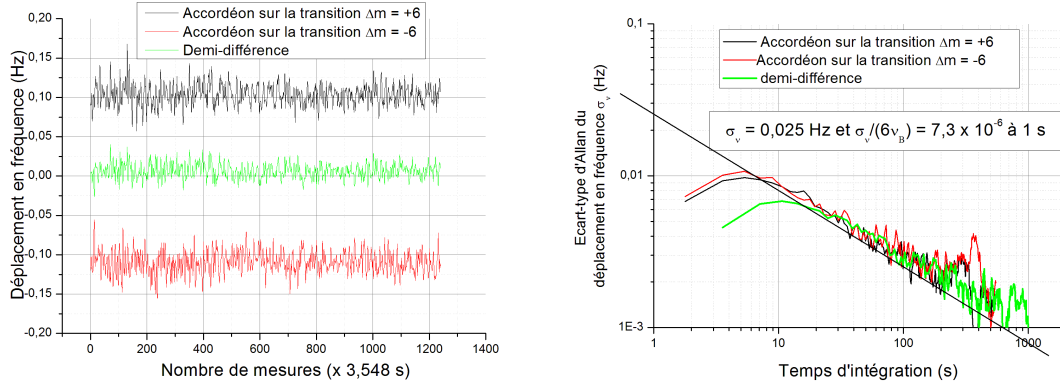 Accordéon sur la transition Δm = +6
Accordéon sur la transition Δm = -6
Demi-différence
Déplacement en fréquence (Hz)
0,20
0,15
0,10
0,05
0,00
-0,05
-0,10
-0,15
-0,20
0 200 400 600 800 1000 1200 1400
Nombre de mesures (x 3,548 s)
Accordéon sur la transition Δm = +6
Accordéon sur la transition Δm = -6
demi-différence
σν = 0,025 Hz et σν/(6νB) = 7,3 x 10-6 à 1 s
Ecart-type d'Allan du
déplacement en fréquence σν (Hz)
0,1
0,01
1E-3
1 10 100 1000
Temps d'intégration (s)